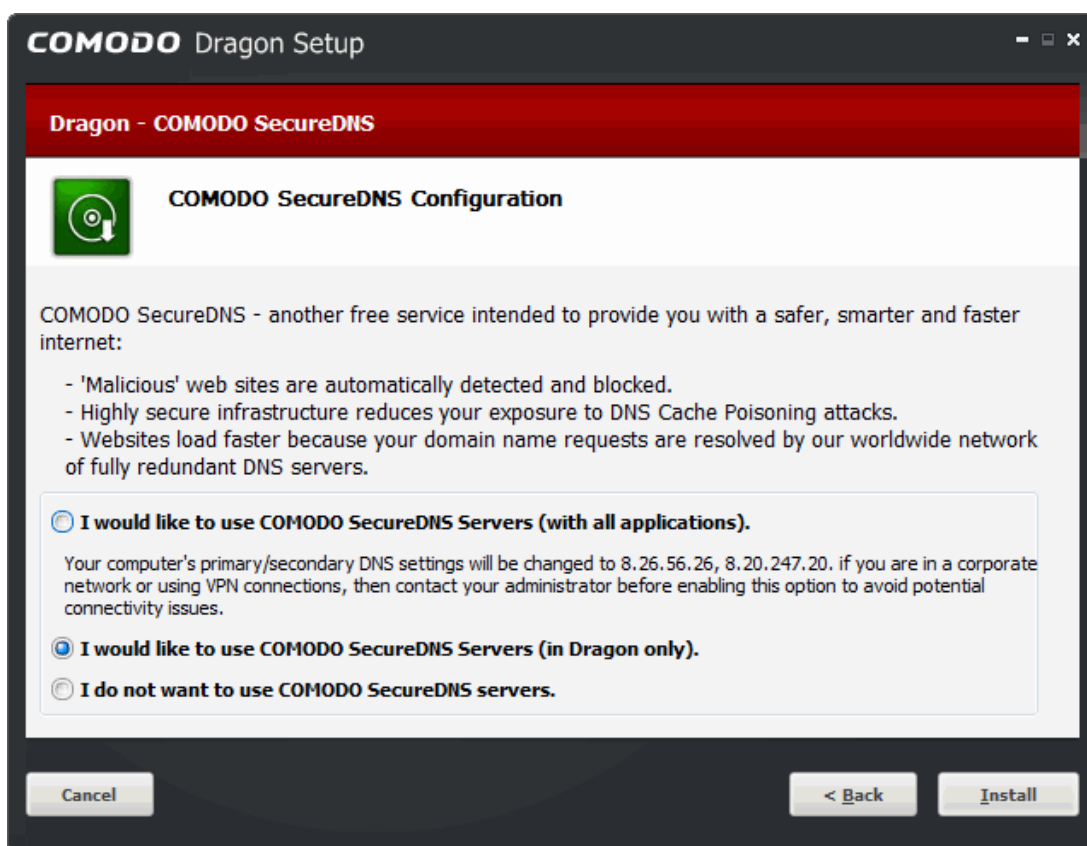 COMODO Dragon Setup
Dragon - COMODO SecureDNS
COMODO SecureDNS Configuration
COMODO SecureDNS - another free service intended to provide you with a safer, smarter and faster
internet:
- 'Malicious' web sites are automatically detected and blocked.
- Highly secure infrastructure reduces your exposure to DNS Cache Poisoning attacks.
- Websites load faster because your domain name requests are resolved by our worldwide network
of fully redundant DNS servers.
I would like to use COMODO SecureDNS Servers (with all applications).
Your computer's primary/secondary DNS settings will be changed to 8.26.56.26, 8.20.247.20. if you are in a corporate
network or using VPN connections, then contact your administrator before enabling this option to avoid potential
connectivity issues.
I would like to use COMODO SecureDNS Servers (in Dragon only).
I do not want to use COMODO SecureDNS servers.
Cancel
< Back
Install